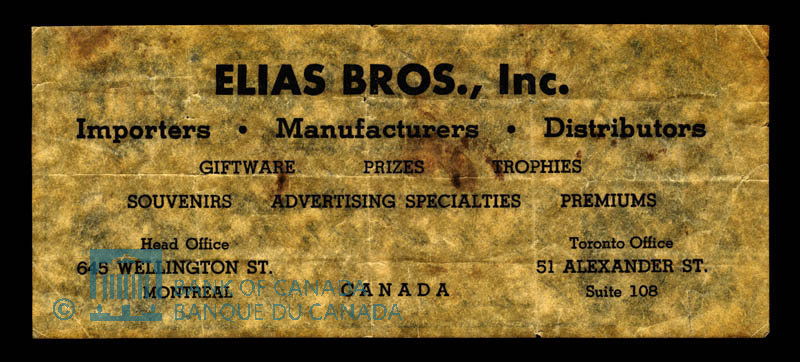 ELIAS BROS., Inc.
Importers • Manufacturers • Distributors
GIFTWARE PRIZES TROPHIES
SOUVENIRS ADVERTISING SPECIALTIES PREMIUMS
Head Office Toronto Office
645 WELLINGTON ST. 51 ALEXANDER ST.
MONTREAL CANADA Suite 108
© BANK OF CANADA
BANQUE DU CANADA